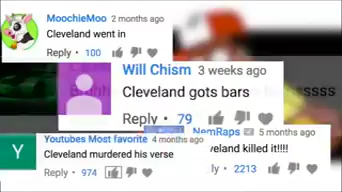 MoochieMoo 2 months ago
Cleveland went in
Reply • 100
Will Chism 3 weeks ago
Cleveland gots bars
Reply • 79
NemRaps 5 months ago
killed it!!!!
2213
Youtubes Most favorite 4 months ago
Cleveland murdered his verse
Reply • 974
Y